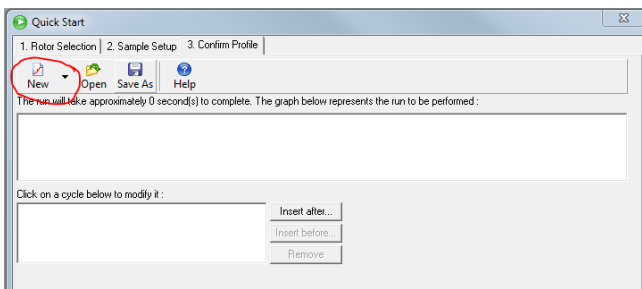 Quick Start
1. Rotor Selection 2. Sample Setup 3. Confirm Profile
New Open Save As Help
The run will take approximately 0 second(s) to complete. The graph below represents the run to be performed :
Click on a cycle below to modify it :
Insert after...
Insert before...
Remove